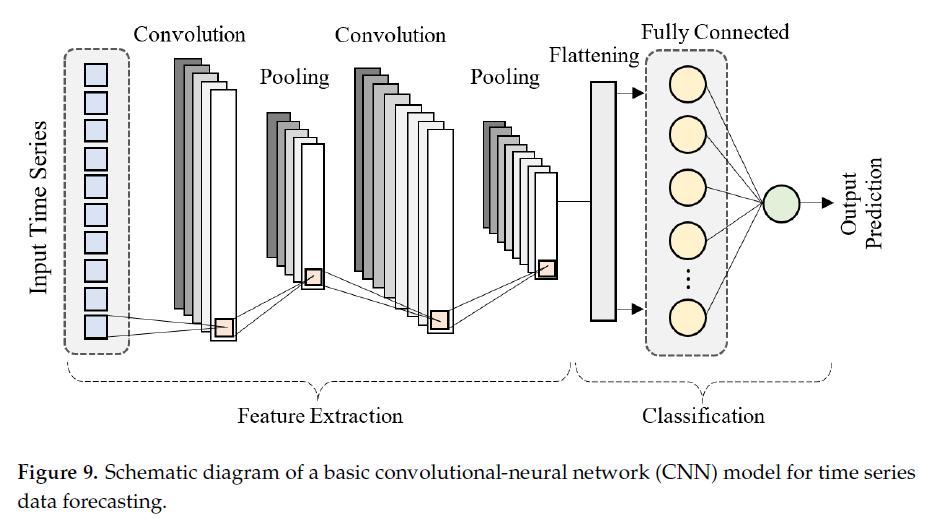 Convolution
Convolution
Fully Connected
Pooling
Pooling
Flattening
Input Time Series
Output
Prediction
Feature Extraction
Classification
Figure 9. Schematic diagram of a basic convolutional-neural network (CNN) model for time series
data forecasting.